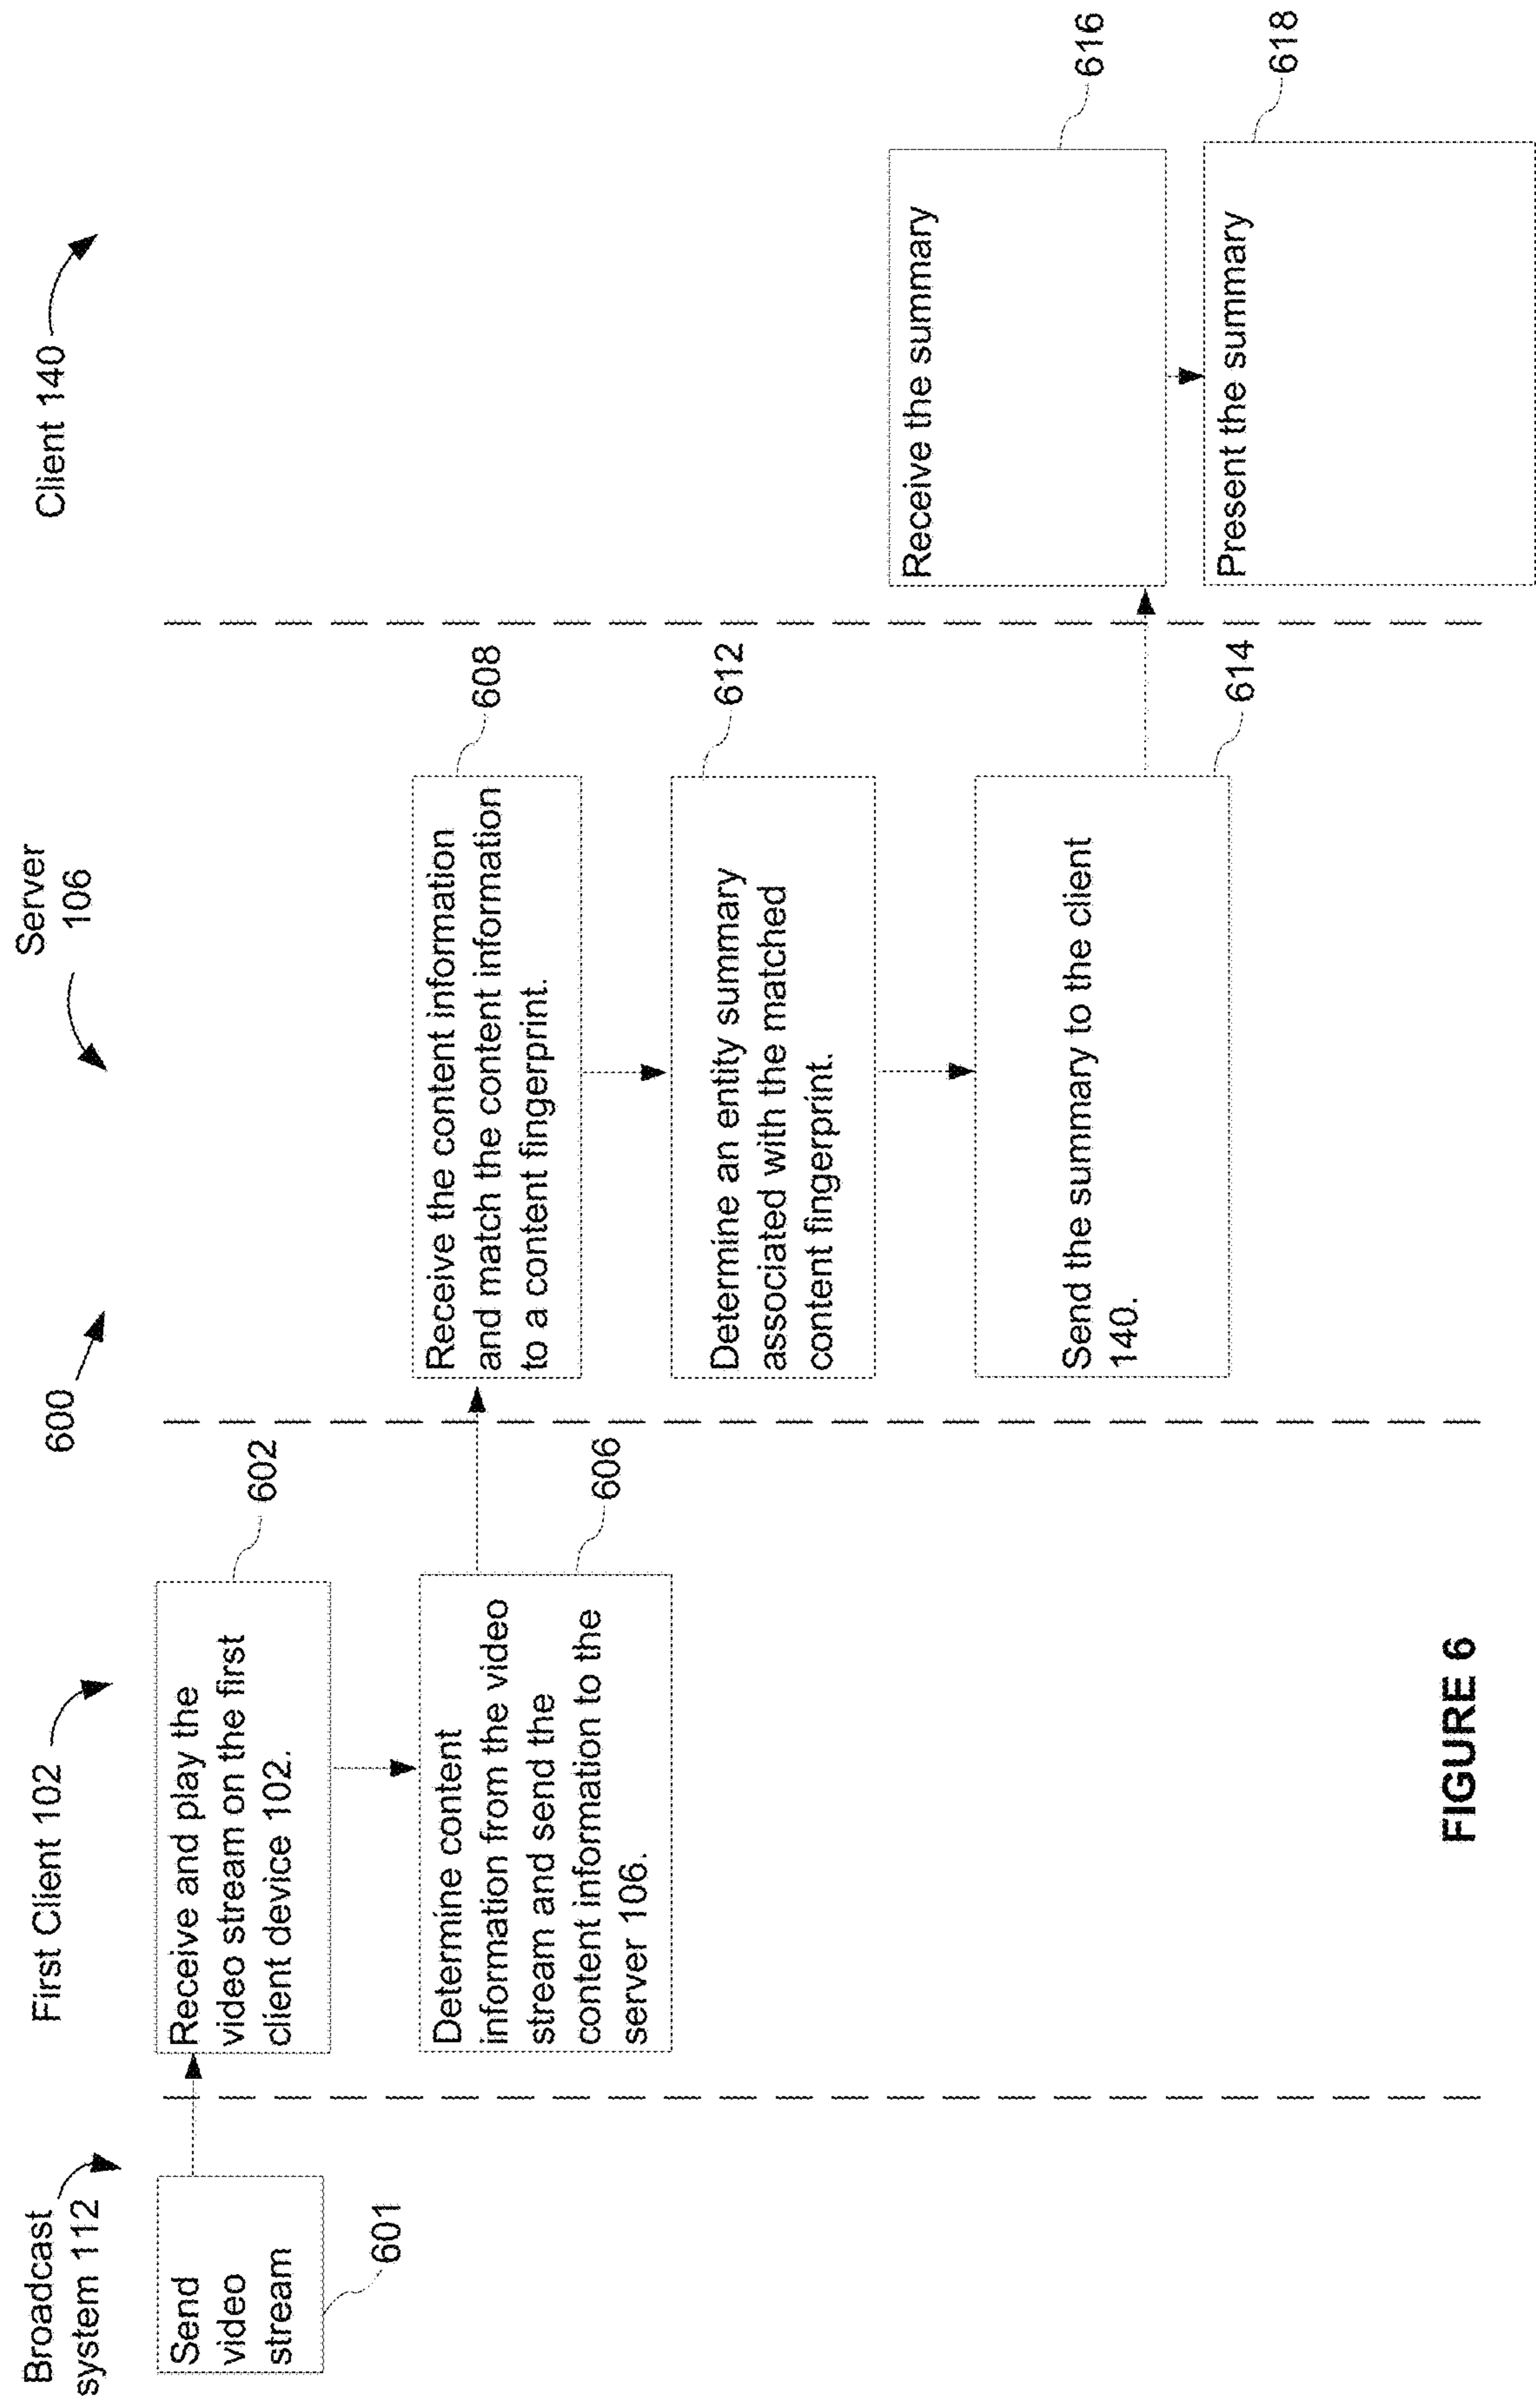 600
Broadcast
system 112
First Client 102
Server
106
Client 140
Send
video
stream
601
Receive and play the
video stream on the first
client device 102.
602
Determine content
information from the video
stream and send the
content information to the
server 106.
606
Receive the content information
and match the content information
to a content fingerprint.
608
Determine an entity summary
associated with the matched
content fingerprint.
612
Send the summary to the client
140.
614
Receive the summary
616
Present the summary
618
FIGURE 6